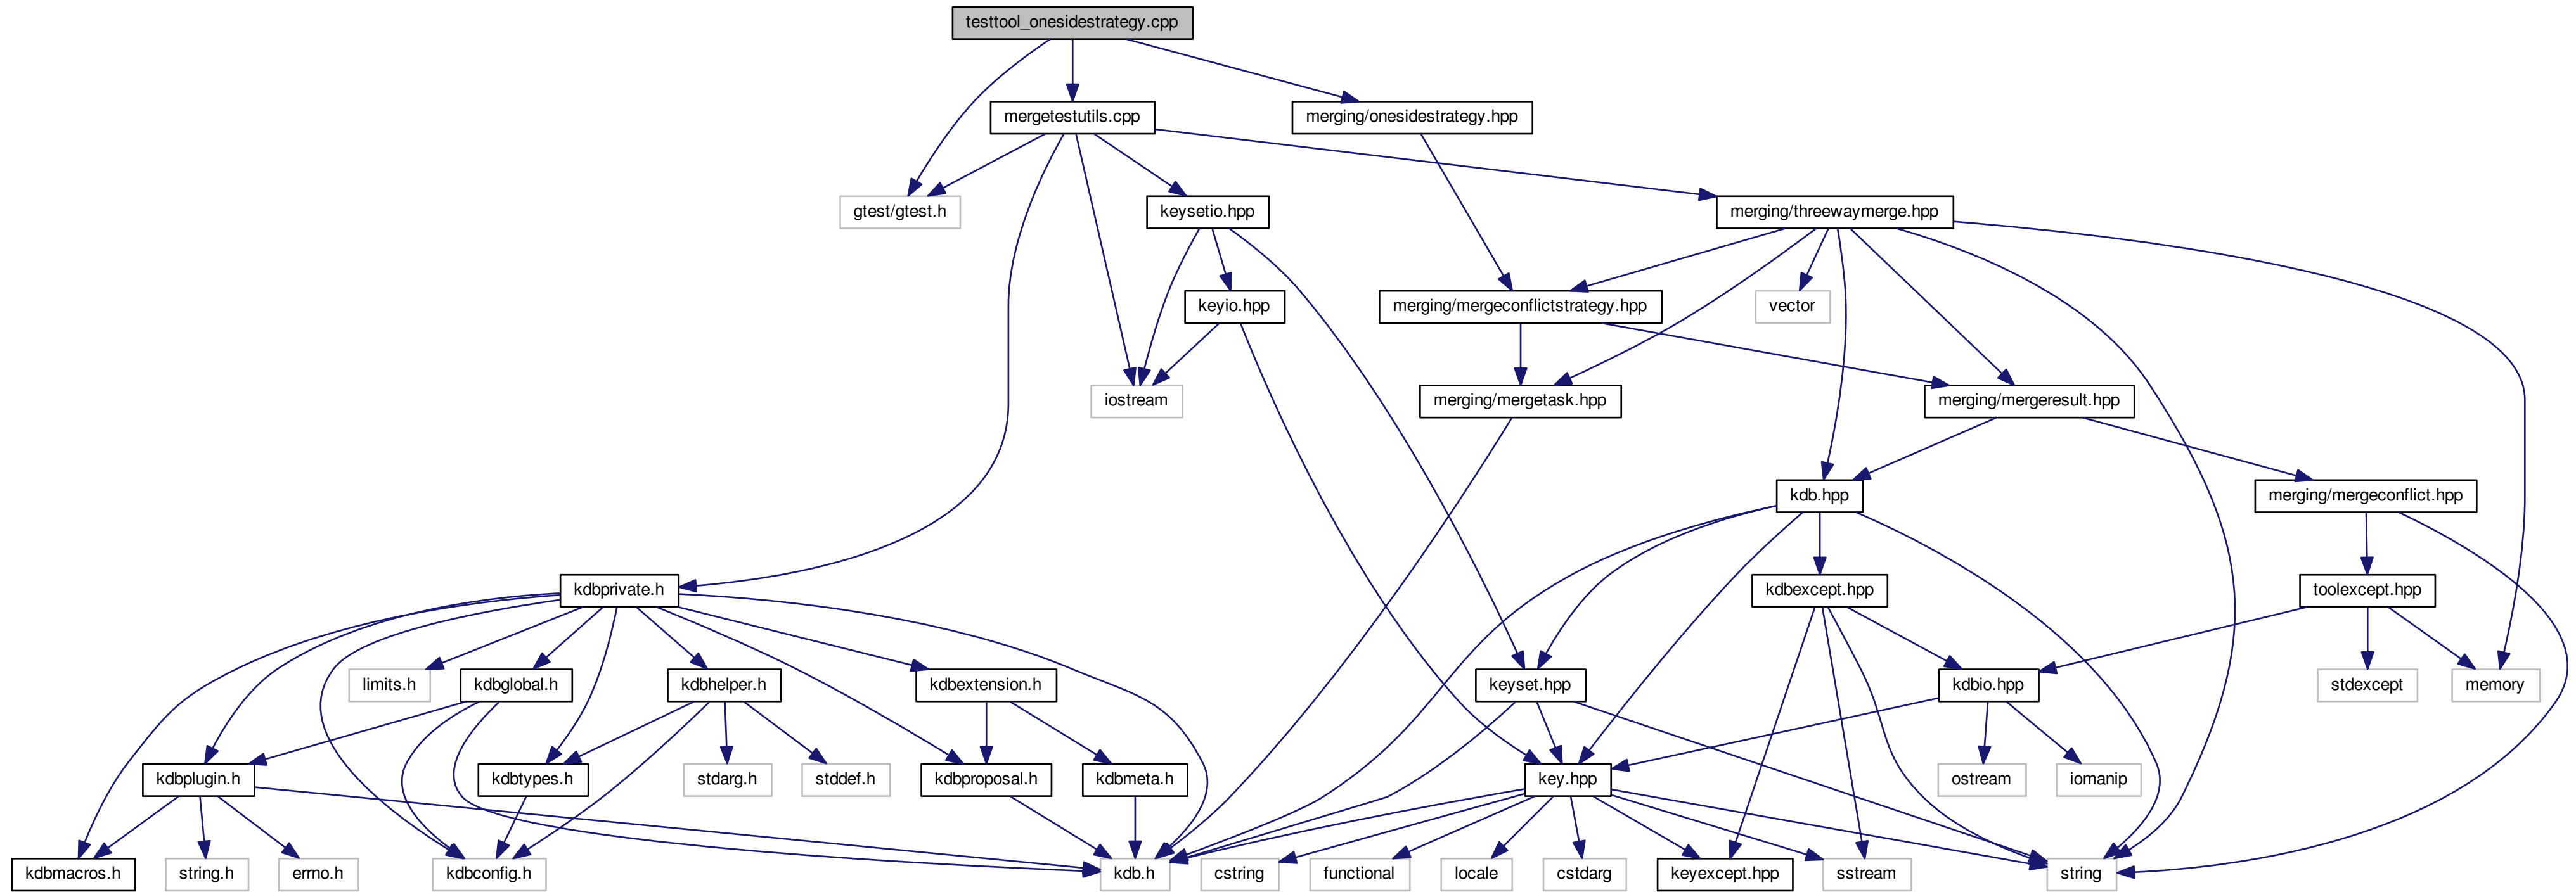 testtool_onesidestrategy.cpp
mergetestutils.cpp
merging/onesidestrategy.hpp
gtest/gtest.h
keysetio.hpp
merging/threewaymerge.hpp
keyio.hpp
merging/mergeconflictstrategy.hpp
vector
iostream
merging/mergetask.hpp
merging/mergeresult.hpp
kdb.hpp
merging/mergeconflict.hpp
kdbprivate.h
kdbexcept.hpp
toolexcept.hpp
limits.h
kdbglobal.h
kdbhelper.h
kdbextension.h
keyset.hpp
kdbio.hpp
stdexcept
memory
kdbplugin.h
kdbtypes.h
stdarg.h
stddef.h
kdbproposal.h
kdbmeta.h
key.hpp
ostream
iomanip
kdbmacros.h
string.h
errno.h
kdbconfig.h
kdb.h
cstring
functional
locale
cstdarg
keyexcept.hpp
sstream
string